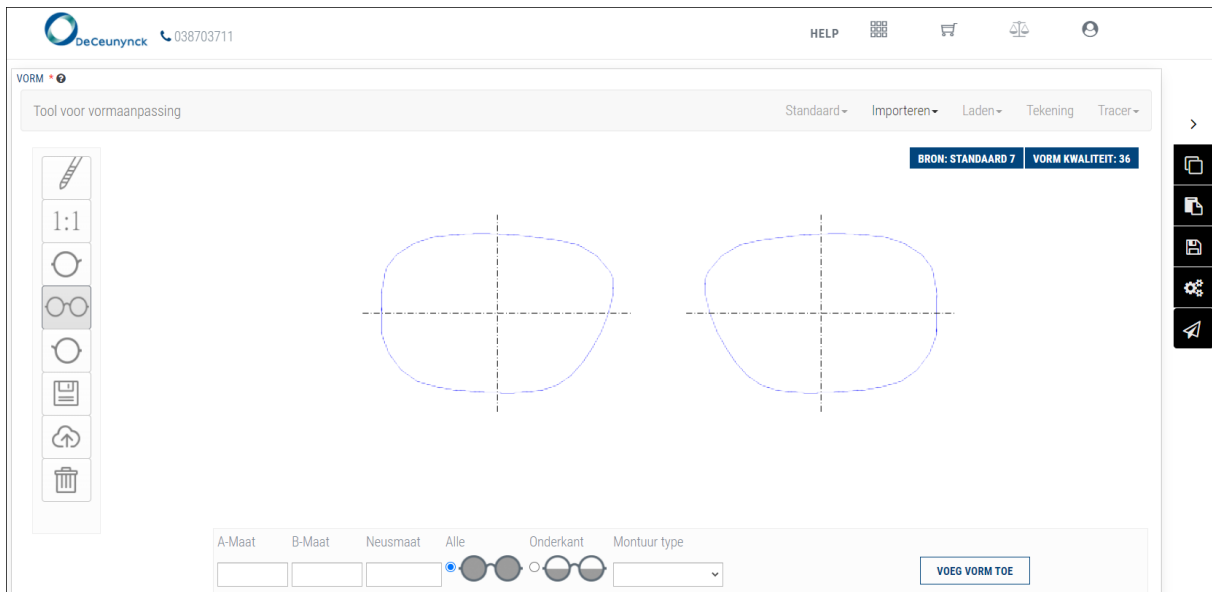 DeCeunynck 038703711 HELP
VORM *
Tool voor vormaanpassing Standaard Importeren Laden Tekening Tracer
BRON: STANDAARD 7 VORM KWALITEIT: 36
1:1
A-Maat B-Maat Neusmaat Alle Onderkant Montuur type
VOEG VORM TOE